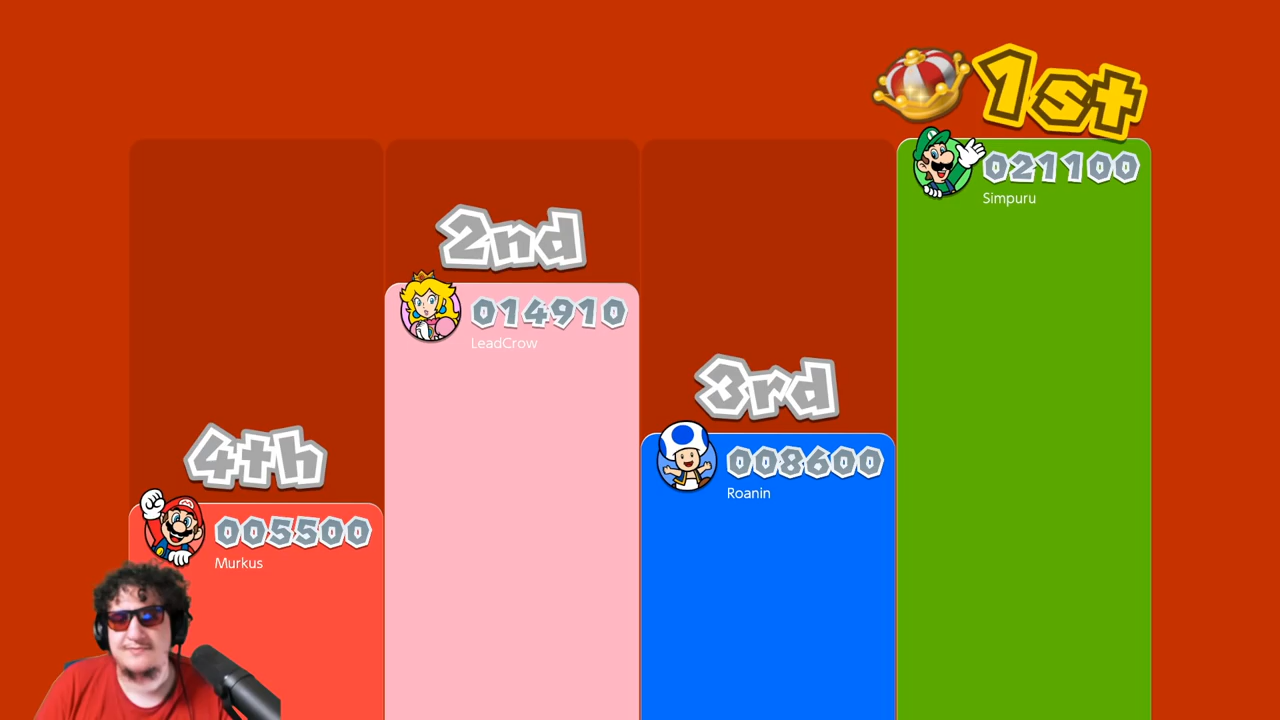 1st
021100
Simpuru
2nd
014910
LeadCrow
3rd
008600
Roanin
4th
005500
Murkus